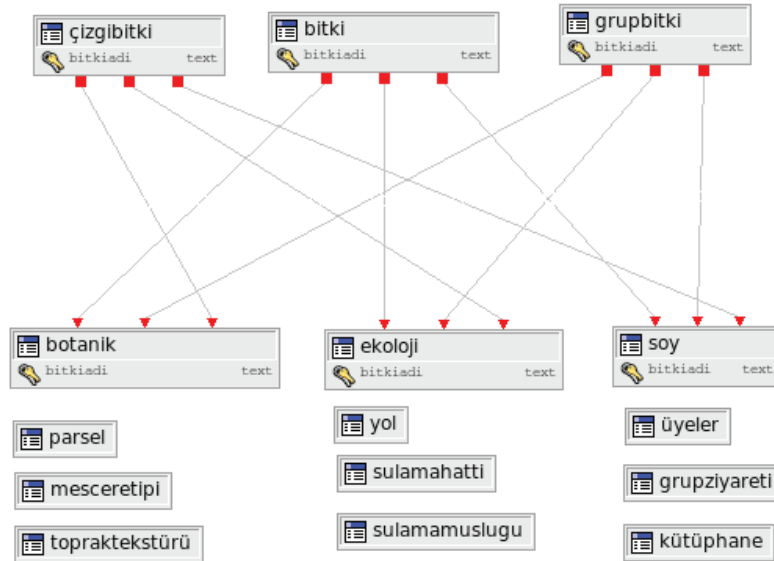 çizgibitki
bitkiadi text
bitki
bitkiadi text
grupbitki
bitkiadi text
botanik
bitkiadi text
ekoloji
bitkiadi text
soy
bitkiadi text
parsel
yol
üyeler
mesceretipi
sulamahatti
grupziyareti
topraktekstürü
sulamamuslugu
kütüphane